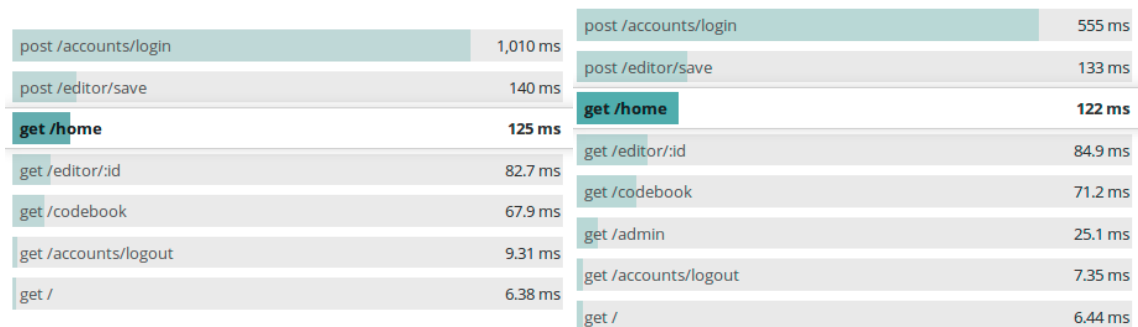 post /accounts/login 1,010 ms
post /editor/save 140 ms
get /home 125 ms
get /editor/:id 82.7 ms
get /codebook 67.9 ms
get /accounts/logout 9.31 ms
get / 6.38 ms
post /accounts/login 555 ms
post /editor/save 133 ms
get /home 122 ms
get /editor/:id 84.9 ms
get /codebook 71.2 ms
get /admin 25.1 ms
get /accounts/logout 7.35 ms
get / 6.44 ms